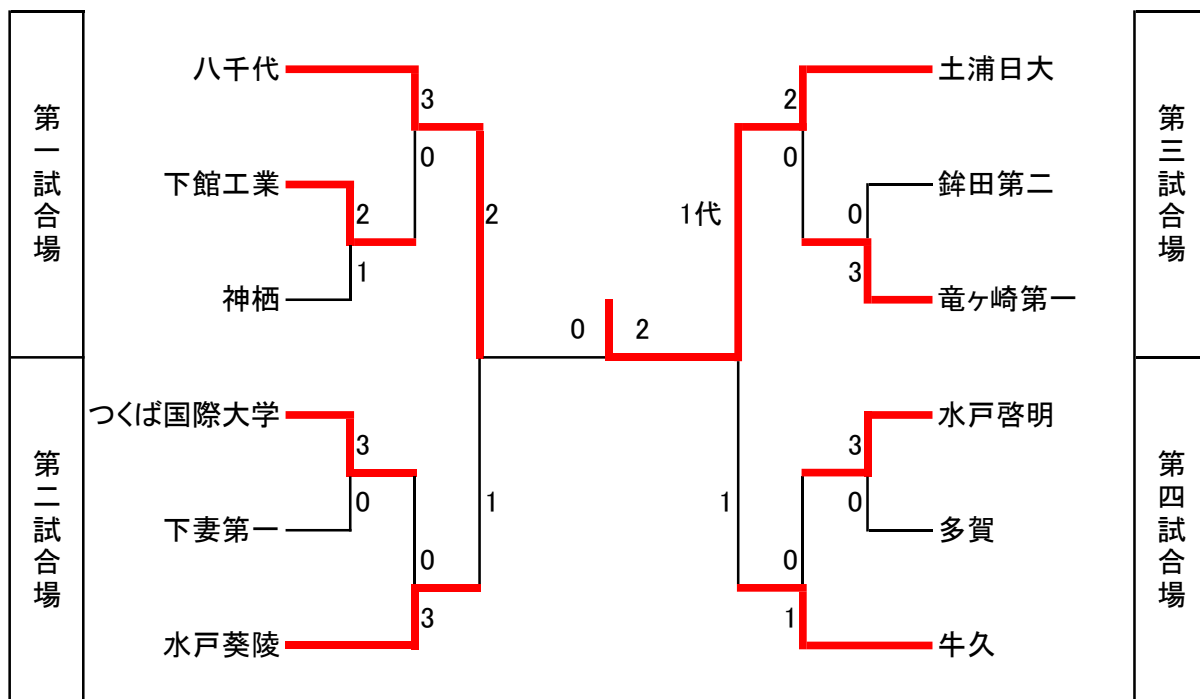 第一試合場
八千代
3
0
下館工業
2
1
神栖
2
第二試合場
つくば国際大学
3
0
下妻第一
0
3
水戸葵陵
1
0
2
1代
第三試合場
土浦日大
2
0
鉾田第二
0
3
竜ヶ崎第一
第四試合場
水戸啓明
3
0
多賀
0
1
牛久
1